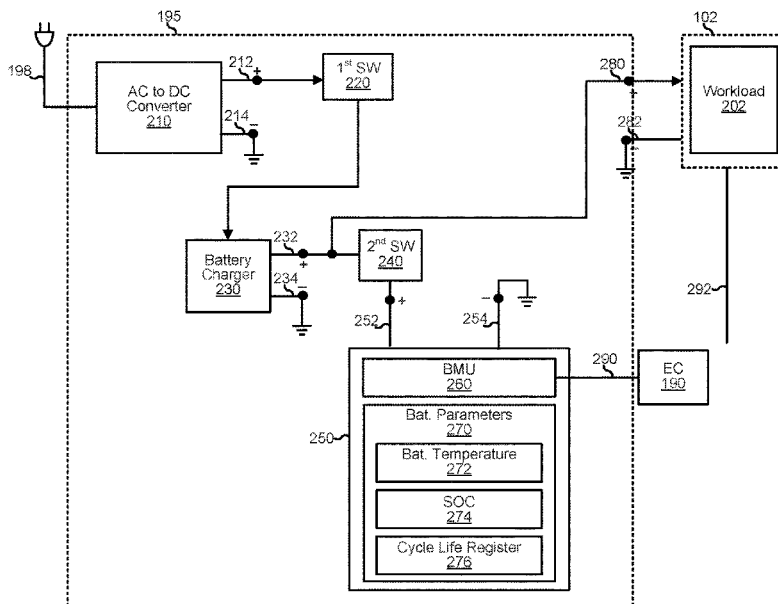 195
102
198
AC to DC
Converter
210
212
+
214
−
1st SW
220
280
+
282
−
Workload
202
Battery
Charger
230
232
+
234
−
2nd SW
240
252
+
254
−
292
BMU
260
290
EC
190
250
Bat. Parameters
270
Bat. Temperature
272
SOC
274
Cycle Life Register
276